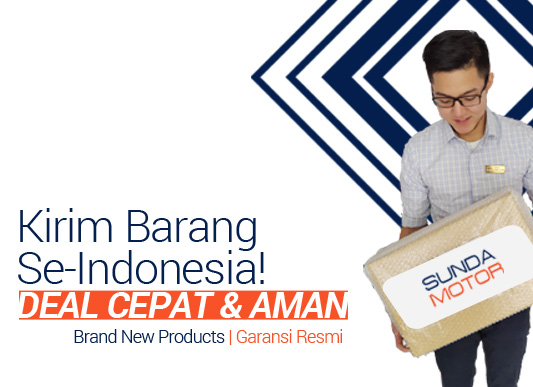 Kirim Barang
Se-Indonesia!
DEAL CEPAT & AMAN
Brand New Products | Garansi Resmi
SUNDA
MOTOR